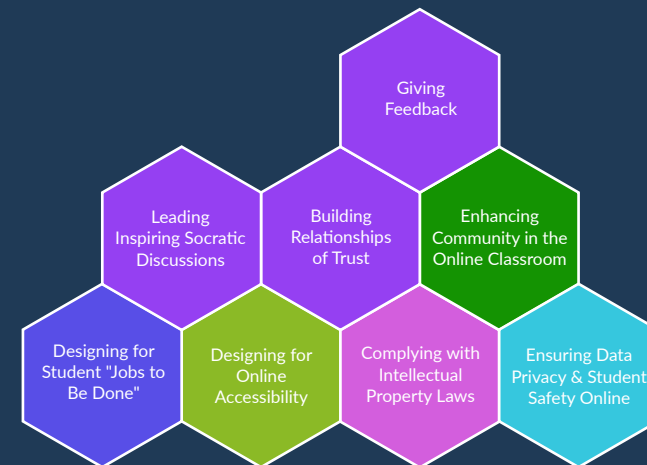 Giving
Feedback
Leading
Inspiring Socratic
Discussions
Building
Relationships
of Trust
Enhancing
Community in the
Online Classroom
Designing for
Student "Jobs to
Be Done"
Designing for
Online
Accessibility
Complying with
Intellectual
Property Laws
Ensuring Data
Privacy & Student
Safety Online